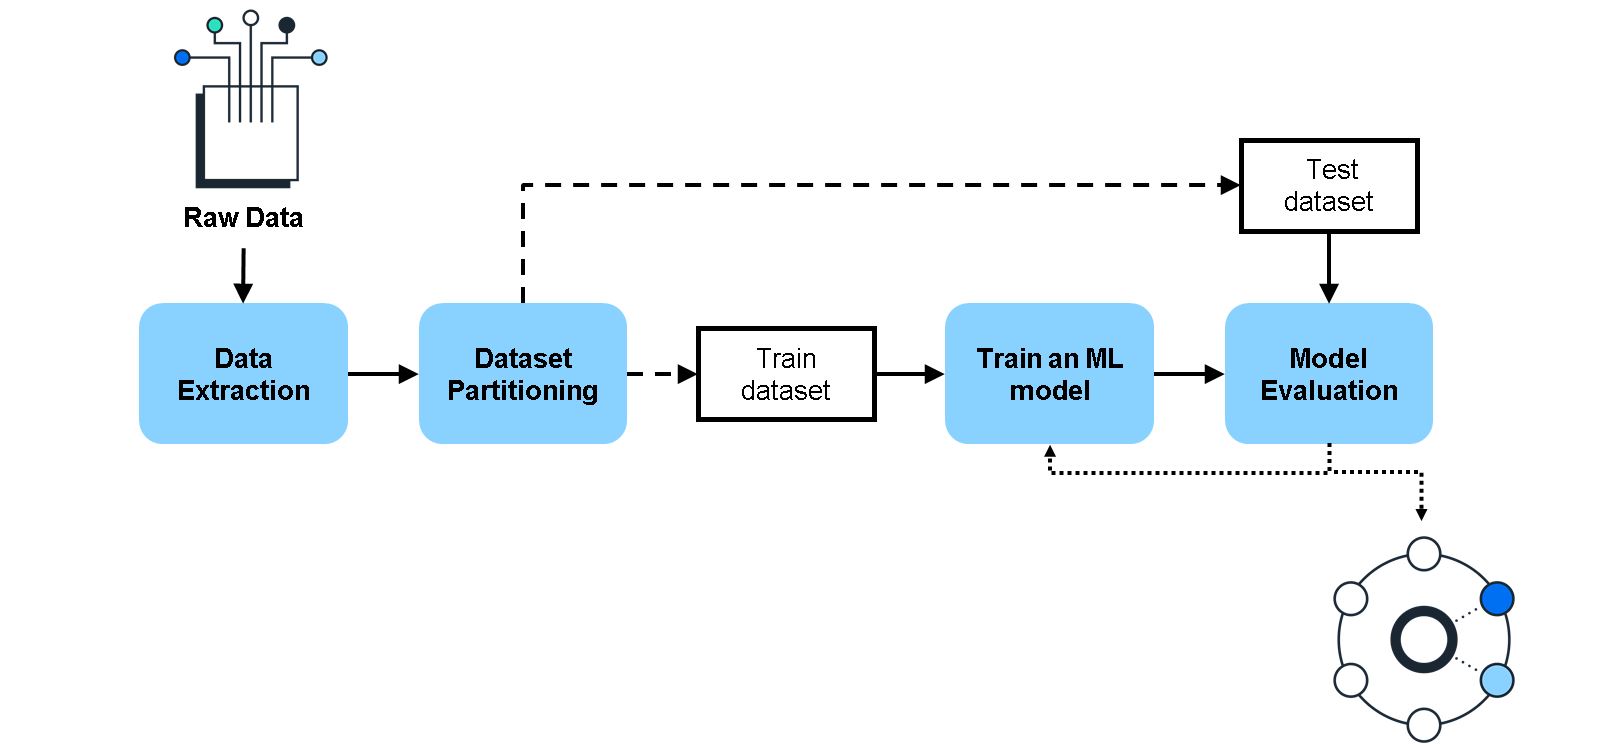 Raw Data
Test
dataset
Data
Extraction
Dataset
Partitioning
Train
dataset
Train an ML
model
Model
Evaluation